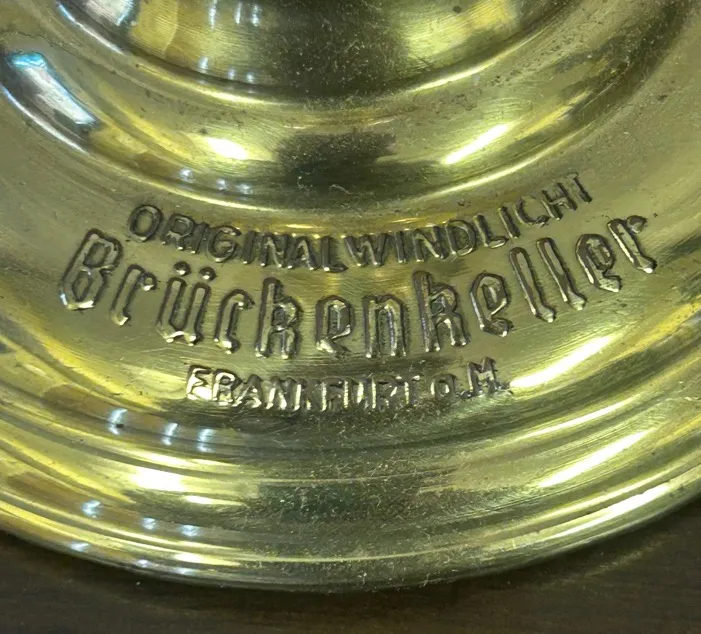 ORIGINAL WINDLICHT
Brückenkeller
FRANKFURT a.M.